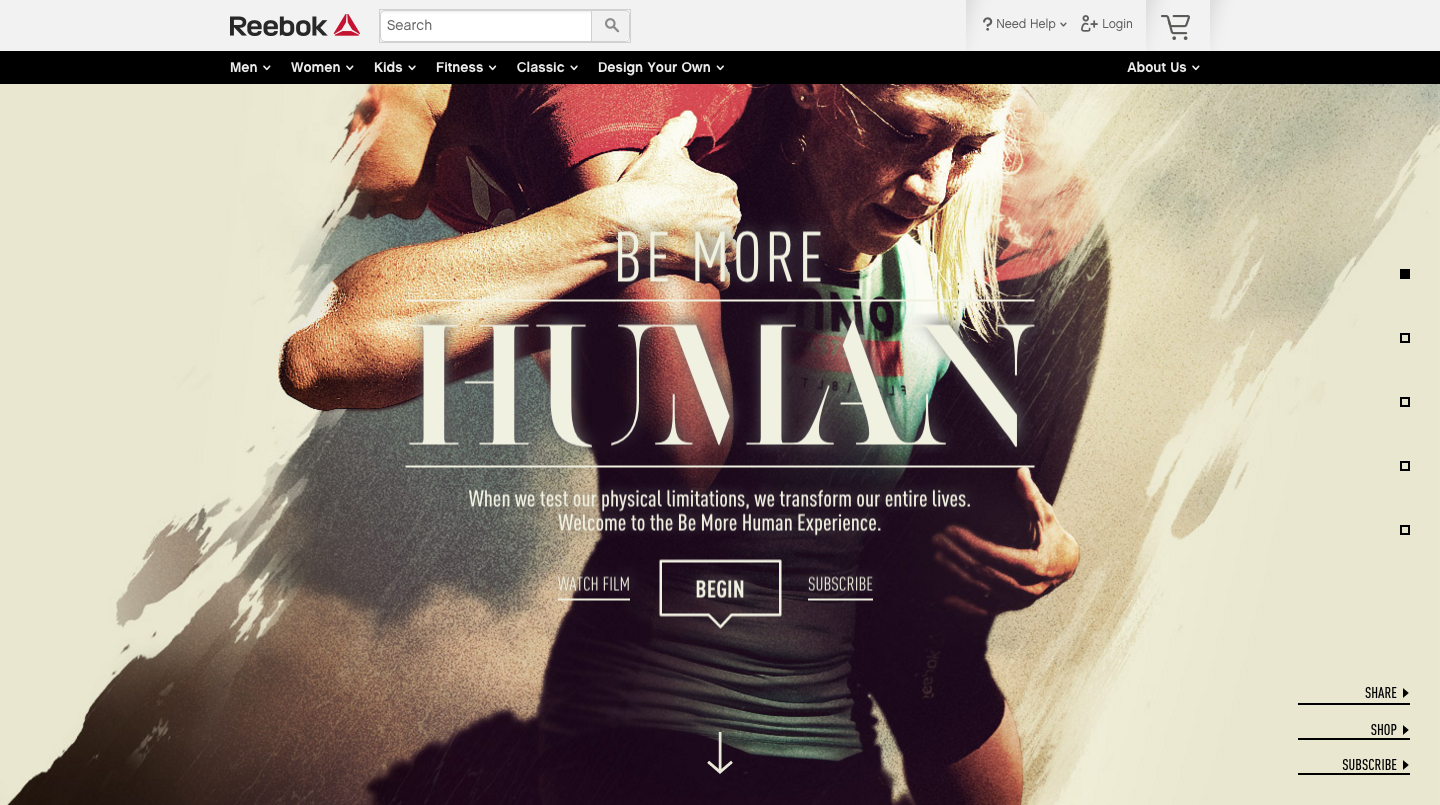 Reebok
Search
Need Help
Login
Men
Women
Kids
Fitness
Classic
Design Your Own
About Us
BE MORE
HUMAN
When we test our physical limitations, we transform our entire lives.
Welcome to the Be More Human Experience.
WATCH FILM
BEGIN
SUBSCRIBE
SHARE
SHOP
SUBSCRIBE